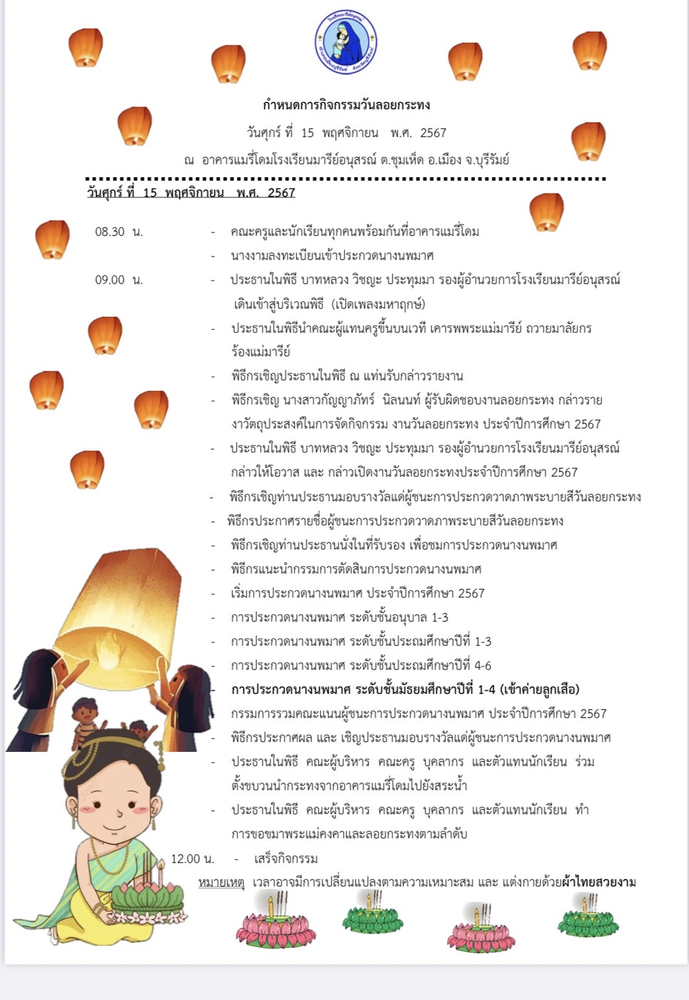 กำหนดการกิจกรรมวันลอยกระทง
วันศุกร์ ที่ 15 พฤศจิกายน พ.ศ. 2567
ณ อาคารแมรี่โดมโรงเรียนมารีย์อนุสรณ์ ต.ชุมเห็ด อ.เมือง จ.บุรีรัมย์
วันศุกร์ ที่ 15 พฤศจิกายน พ.ศ. 2567
08.30 น. - คณะครูและนักเรียนทุกคนพร้อมกันที่อาคารแมรี่โดม
- นางงามลงทะเบียนเข้าประกวดนางนพมาศ
09.00 น. - ประธานในพิธี บาทหลวง วิชญะ ประทุมมา รองผู้อำนวยการโรงเรียนมารีย์อนุสรณ์
เดินเข้าสู่บริเวณพิธี (เปิดเพลงมหาฤกษ์)
- ประธานในพิธีนำคณะผู้แทนครูขึ้นบนเวที เคารพพระแม่มารีย์ ถวายมาลัยกร
ร้องแม่มารีย์
- พิธีกรเชิญประธานในพิธี ณ แท่นรับกล่าวรายงาน
- พิธีกรเชิญ นางสาวกัญญาภัทร์ นิลนนท์ ผู้รับผิดชอบงานลอยกระทง กล่าวราย
งาวัตถุประสงค์ในการจัดกิจกรรม งานวันลอยกระทง ประจำปีการศึกษา 2567
- ประธานในพิธี บาทหลวง วิชญะ ประทุมมา รองผู้อำนวยการโรงเรียนมารีย์อนุสรณ์
กล่าวให้โอวาส และ กล่าวเปิดงานวันลอยกระทงประจำปีการศึกษา 2567
- พิธีกรเชิญท่านประธานมอบรางวัลแด่ผู้ชนะการประกวดวาดภาพระบายสีวันลอยกระทง
- พิธีกรประกาศรายชื่อผู้ชนะการประกวดวาดภาพระบายสีวันลอยกระทง
- พิธีกรเชิญท่านประธานนั่งในที่รับรอง เพื่อชมการประกวดนางนพมาศ
- พิธีกรแนะนำกรรมการตัดสินการประกวดนางนพมาศ
- เริ่มการประกวดนางนพมาศ ประจำปีการศึกษา 2567
- การประกวดนางนพมาศ ระดับชั้นอนุบาล 1-3
- การประกวดนางนพมาศ ระดับชั้นประถมศึกษาปีที่ 1-3
- การประกวดนางนพมาศ ระดับชั้นประถมศึกษาปีที่ 4-6
- การประกวดนางนพมาศ ระดับชั้นมัธยมศึกษาปีที่ 1-4 (เข้าค่ายลูกเสือ)
- กรรมการรวมคณะแนนผู้ชนะการประกวดนางนพมาศ ประจำปีการศึกษา 2567
- พิธีกรประกาศผล และ เชิญประธานมอบรางวัลแด่ผู้ชนะการประกวดนางนพมาศ
- ประธานในพิธี คณะผู้บริหาร คณะครู บุคลากร และตัวแทนนักเรียน ร่วม
ตั้งขบวนนำกระทงจากอาคารแมรี่โดมไปยังสระน้ำ
- ประธานในพิธี คณะผู้บริหาร คณะครู บุคลากร และตัวแทนนักเรียน ทำ
การขอขมาพระแม่คงคาและลอยกระทงตามลำดับ
12.00 น. - เสร็จกิจกรรม
หมายเหตุ เวลาอาจมีการเปลี่ยนแปลงตามความเหมาะสม และ แต่งกายด้วยผ้าไทยสวยงาม